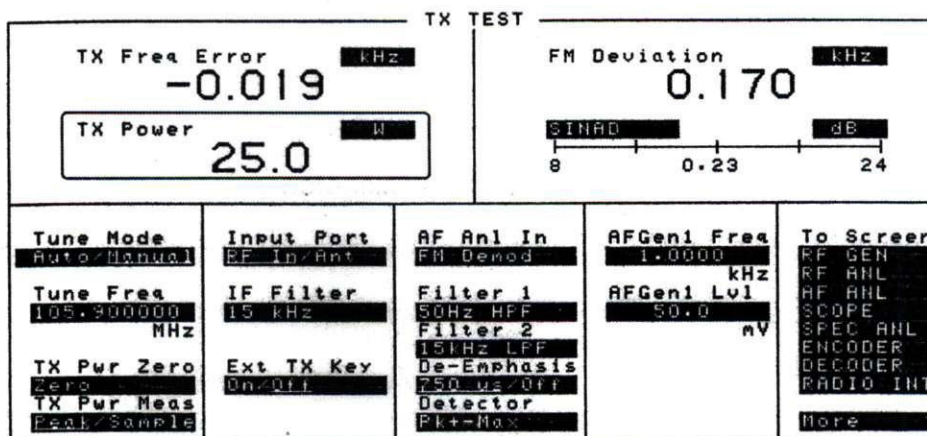 TX TEST
TX Freq Error kHz
-0.019
TX Power W
25.0
FM Deviation kHz
0.170
SINAD dB
8 0.23 24
Tune Mode
Auto/Manual
Tune Freq
105.900000
MHz
TX Pwr Zero
Zero
TX Pwr Meas
Peak/Sample
Input Port
RF In/Ant
IF Filter
15 kHz
Ext TX Key
On/Off
AF Anl In
FM Demod
Filter 1
50Hz HPF
Filter 2
15kHz LPF
De-Emphasis
750 us/Off
Detector
Pk+-Max
AFGen1 Freq
1.0000
kHz
AFGen1 Lvl
50.0
mV
To Screen
RF GEN
RF ANL
AF ANL
SCOPE
SPEC ANL
ENCODER
DECODER
RADIO INT
More